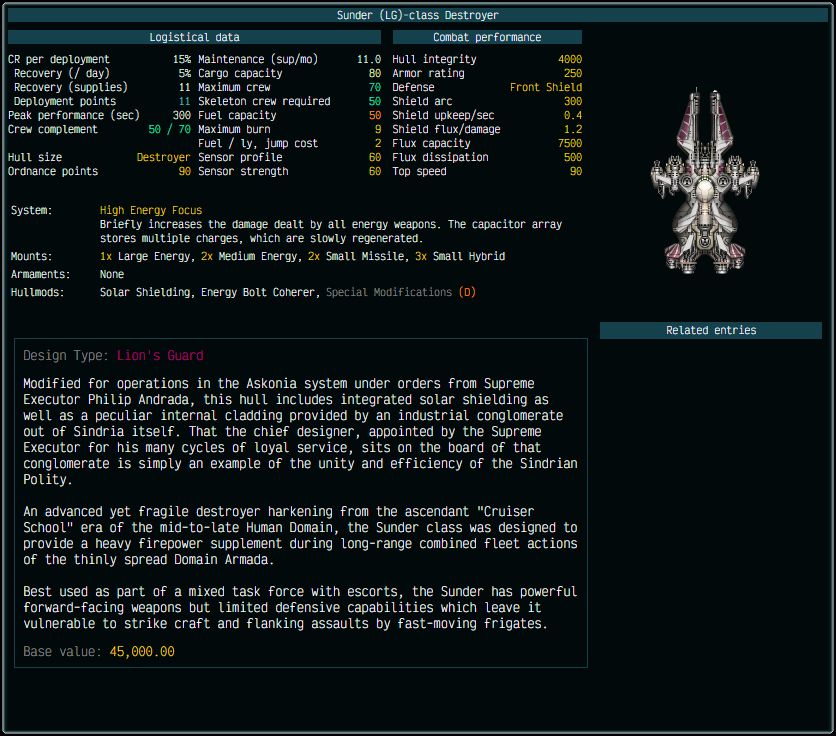 Sunder (LG)-class Destroyer
Logistical data
CR per deployment 15% Maintenance (sup/mo) 11.0
Recovery (/ day) 5% Cargo capacity 80
Recovery (supplies) 11 Maximum crew 70
Deployment points 11 Skeleton crew required 50
Peak performance (sec) 300 Fuel capacity 50
Crew complement 50 / 70 Maximum burn 9
Fuel / ly, jump cost 2
Hull size Destroyer Sensor profile 60
Ordnance points 90 Sensor strength 60
Combat performance
Hull integrity 4000
Armor rating 250
Defense Front Shield
Shield arc 300
Shield upkeep/sec 0.4
Shield flux/damage 1.2
Flux capacity 7500
Flux dissipation 500
Top speed 90
System: High Energy Focus
Briefly increases the damage dealt by all energy weapons. The capacitor array
stores multiple charges, which are slowly regenerated.
Mounts: 1x Large Energy, 2x Medium Energy, 2x Small Missile, 3x Small Hybrid
Armaments: None
Hullmods: Solar Shielding, Energy Bolt Coherer, Special Modifications (D)
Related entries
Design Type: Lion's Guard
Modified for operations in the Askonia system under orders from Supreme
Executor Philip Andrada, this hull includes integrated solar shielding as
well as a peculiar internal cladding provided by an industrial conglomerate
out of Sindria itself. That the chief designer, appointed by the Supreme
Executor for his many cycles of loyal service, sits on the board of that
conglomerate is simply an example of the unity and efficiency of the Sindrian
Polity.
An advanced yet fragile destroyer harkening from the ascendant "Cruiser
School" era of the mid-to-late Human Domain, the Sunder class was designed to
provide a heavy firepower supplement during long-range combined fleet actions
of the thinly spread Domain Armada.
Best used as part of a mixed task force with escorts, the Sunder has powerful
forward-facing weapons but limited defensive capabilities which leave it
vulnerable to strike craft and flanking assaults by fast-moving frigates.
Base value: 45,000.00